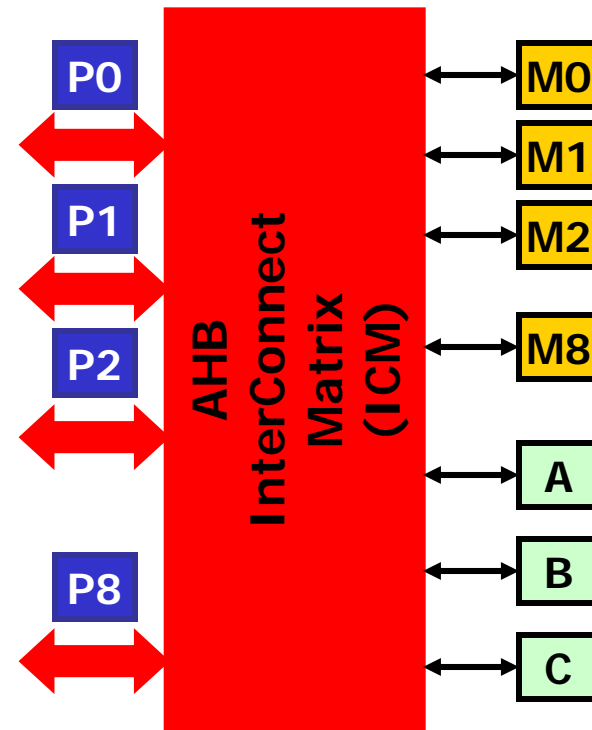 P0
P1
P2
P8
AHB
InterConnect
Matrix
(ICM)
M0
M1
M2
M8
A
B
C